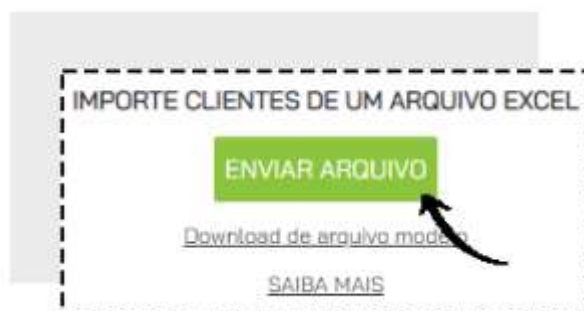 IMPORTE CLIENTES DE UM ARQUIVO EXCEL
ENVIAR ARQUIVO
Download de arquivo modelo
SAIBA MAIS